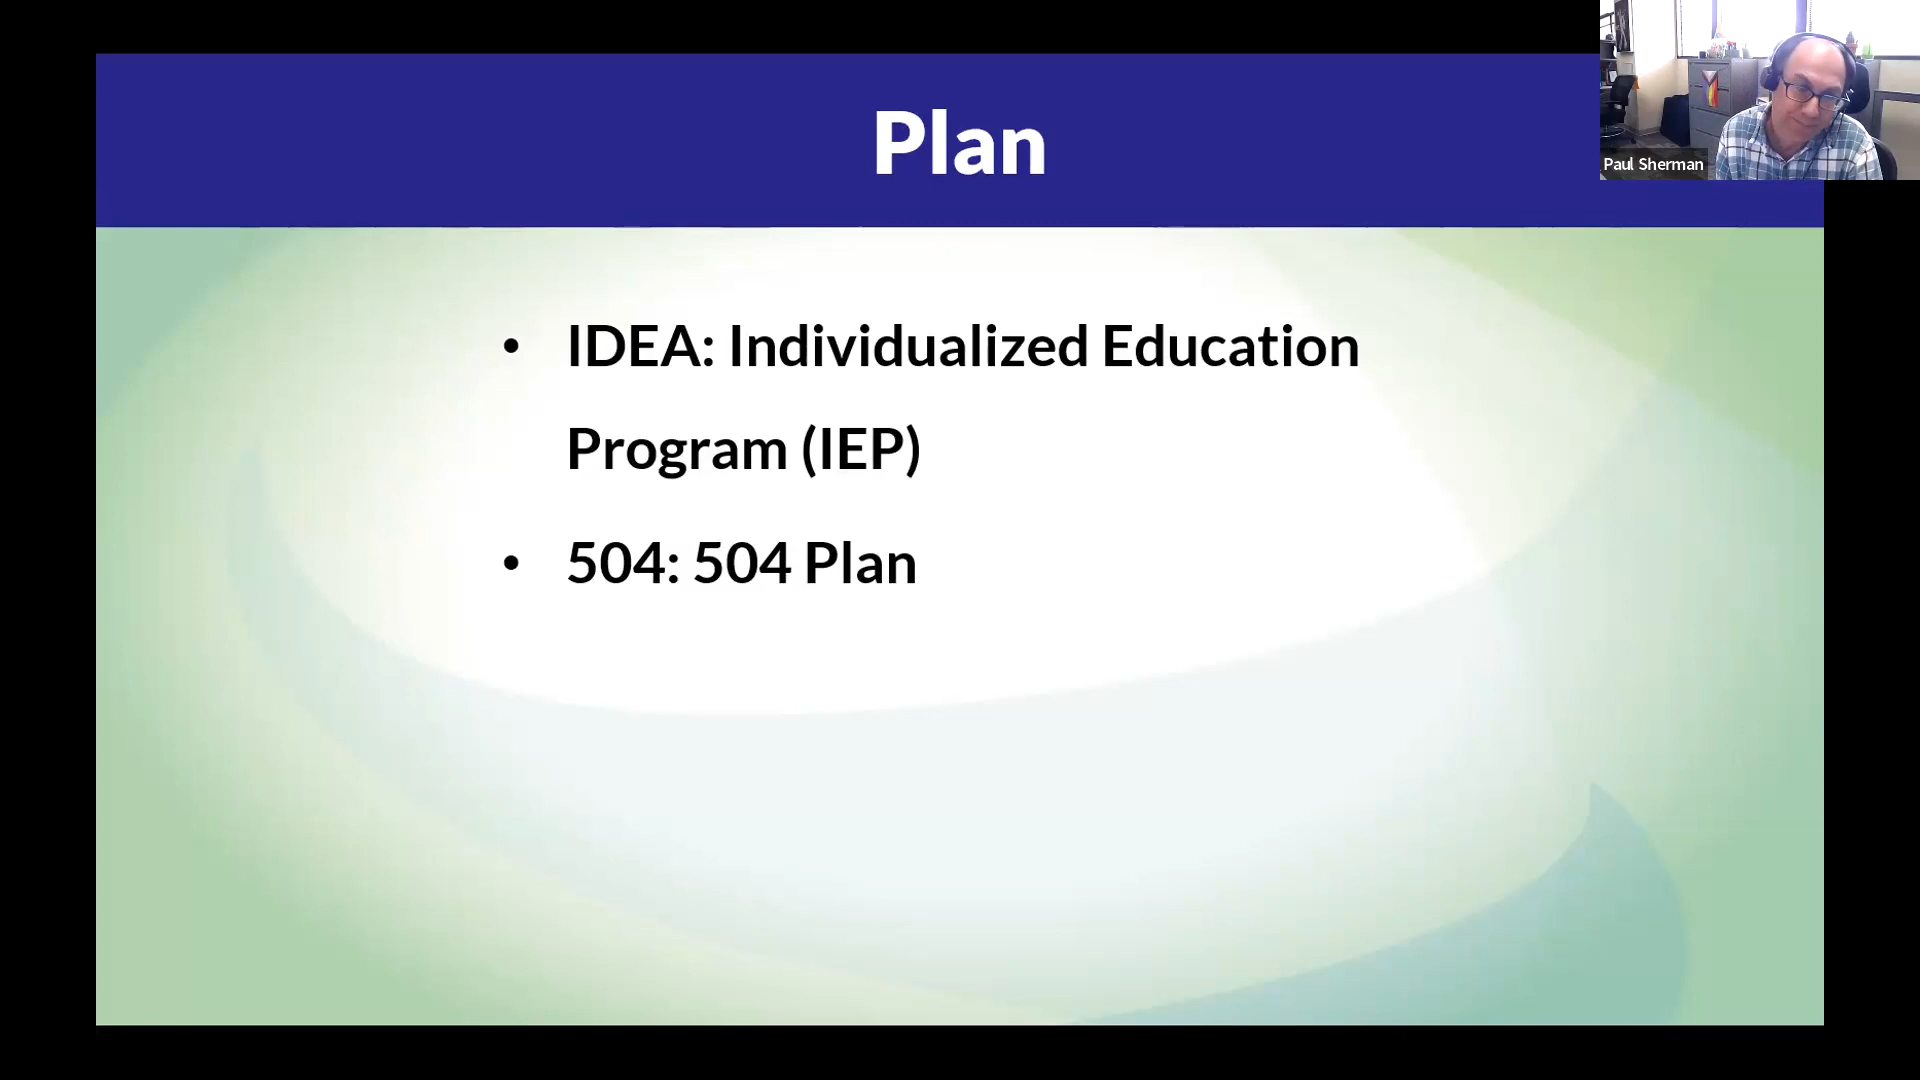 Plan
• IDEA: Individualized Education
Program (IEP)
• 504: 504 Plan
Paul Sherman